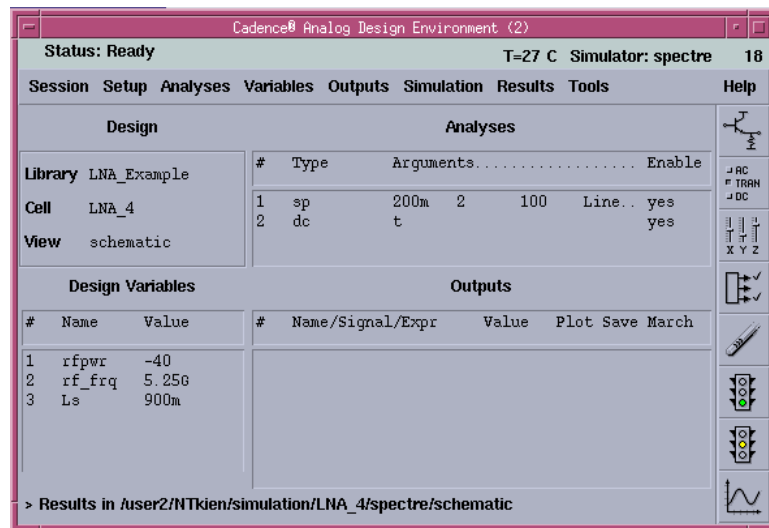 Cadence® Analog Design Environment (2)
Status: Ready T=27 C Simulator: spectre 18
Session Setup Analyses Variables Outputs Simulation Results Tools Help
Design
Library LNA_Example
Cell LNA_4
View schematic
Analyses
# Type Arguments................... Enable
1 sp 200m 2 100 Line.. yes
2 dc t yes
Design Variables
# Name Value
1 rfpwr -40
2 rf_frq 5.25G
3 Ls 900m
Outputs
# Name/Signal/Expr Value Plot Save March
AC
TRAN
DC
X Y Z
> Results in /user2/NTkien/simulation/LNA_4/spectre/schematic